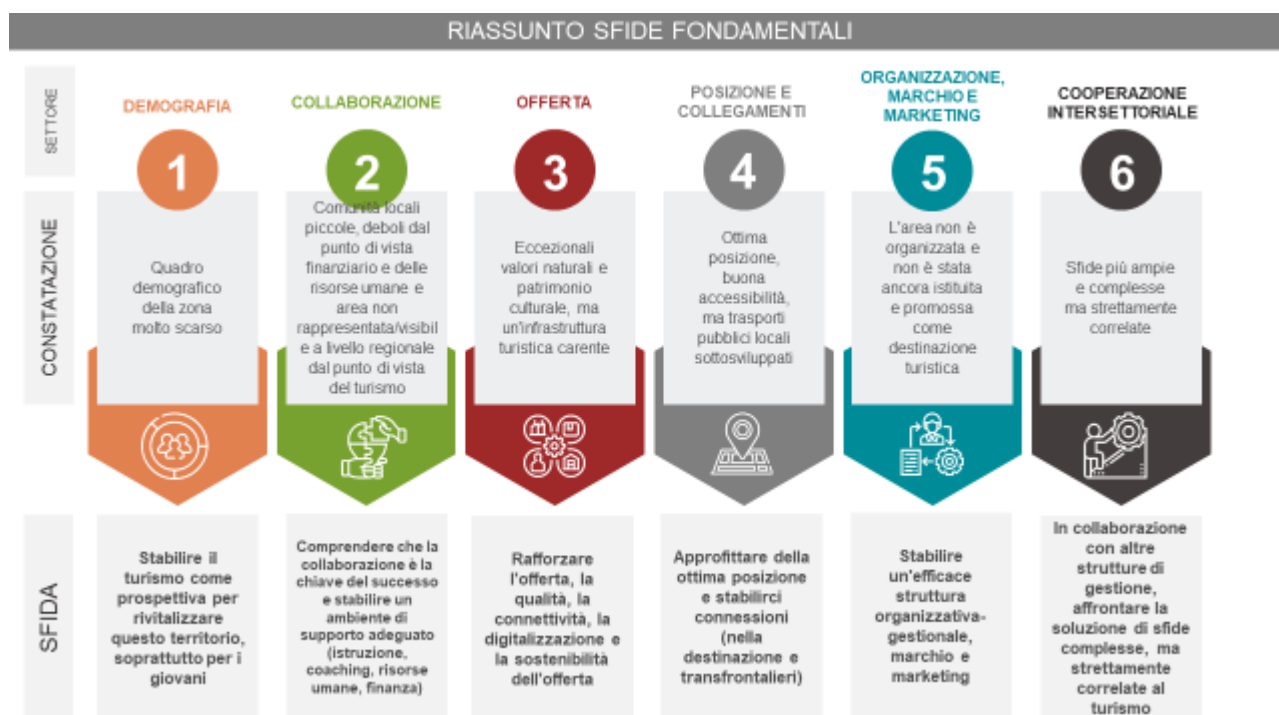 RIASSUNTO SFIDE FONDAMENTALI
SETTORE
DEMOGRAFIA
1
COLLABORAZIONE
2
OFFERTA
3
POSIZIONE E
COLLEGAMENTI
4
ORGANIZZAZIONE,
MARCHIO E
MARKETING
5
COOPERAZIONE
INTERSETTORIALE
6
CONSTATAZIONE
Quadro
demografico
della zona
molto scarso
Comunità locali
piccole, deboli dal
punto di vista
finanziario e delle
risorse umane e
area non
rappresentata/visibil
e a livello regionale
dal punto di vista
del turismo
Eccezionali
valori naturali e
patrimonio
culturale, ma
un'infrastruttura
turistica carente
Ottima
posizione,
buona
accessibilità,
ma trasporti
pubblici locali
sottosviluppati
L'area non è
organizzata e
non è stata
ancora istituita
e promossa
come
destinazione
turistica
Sfide più ampie
e complesse
ma strettamente
correlate
SFIDA
Stabilire il
turismo come
prospettiva per
rivitalizzare
questo territorio,
soprattutto per i
giovani
Comprendere che la
collaborazione è la
chiave del successo
e stabilire un
ambiente di
supporto adeguato
(istruzione,
coaching, risorse
umane, finanza)
Rafforzare
l'offerta, la
qualità, la
connettività, la
digitalizzazione e
la sostenibilità
dell'offerta
Approfittare della
ottima posizione
e stabilirci
connessioni
(nella
destinazione e
transfrontalieri)
Stabilire
un'efficace
struttura
organizzativa-
gestionale,
marchio e
marketing
In collaborazione
con altre
strutture di
gestione,
affrontare la
soluzione di sfide
complesse, ma
strettamente
correlate al
turismo